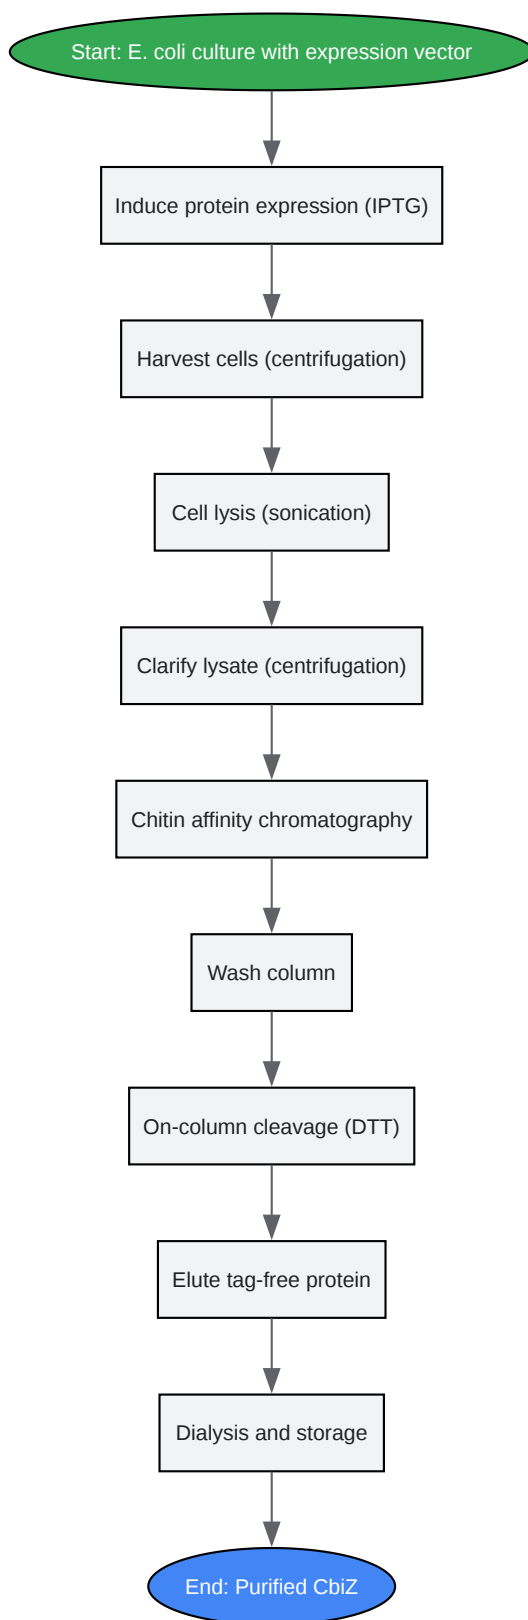 Start: E. coli culture with expression vector
Induce protein expression (IPTG)
Harvest cells (centrifugation)
Cell lysis (sonication)
Clarify lysate (centrifugation)
Chitin affinity chromatography
Wash column
On-column cleavage (DTT)
Elute tag-free protein
Dialysis and storage
End: Purified CbiZ